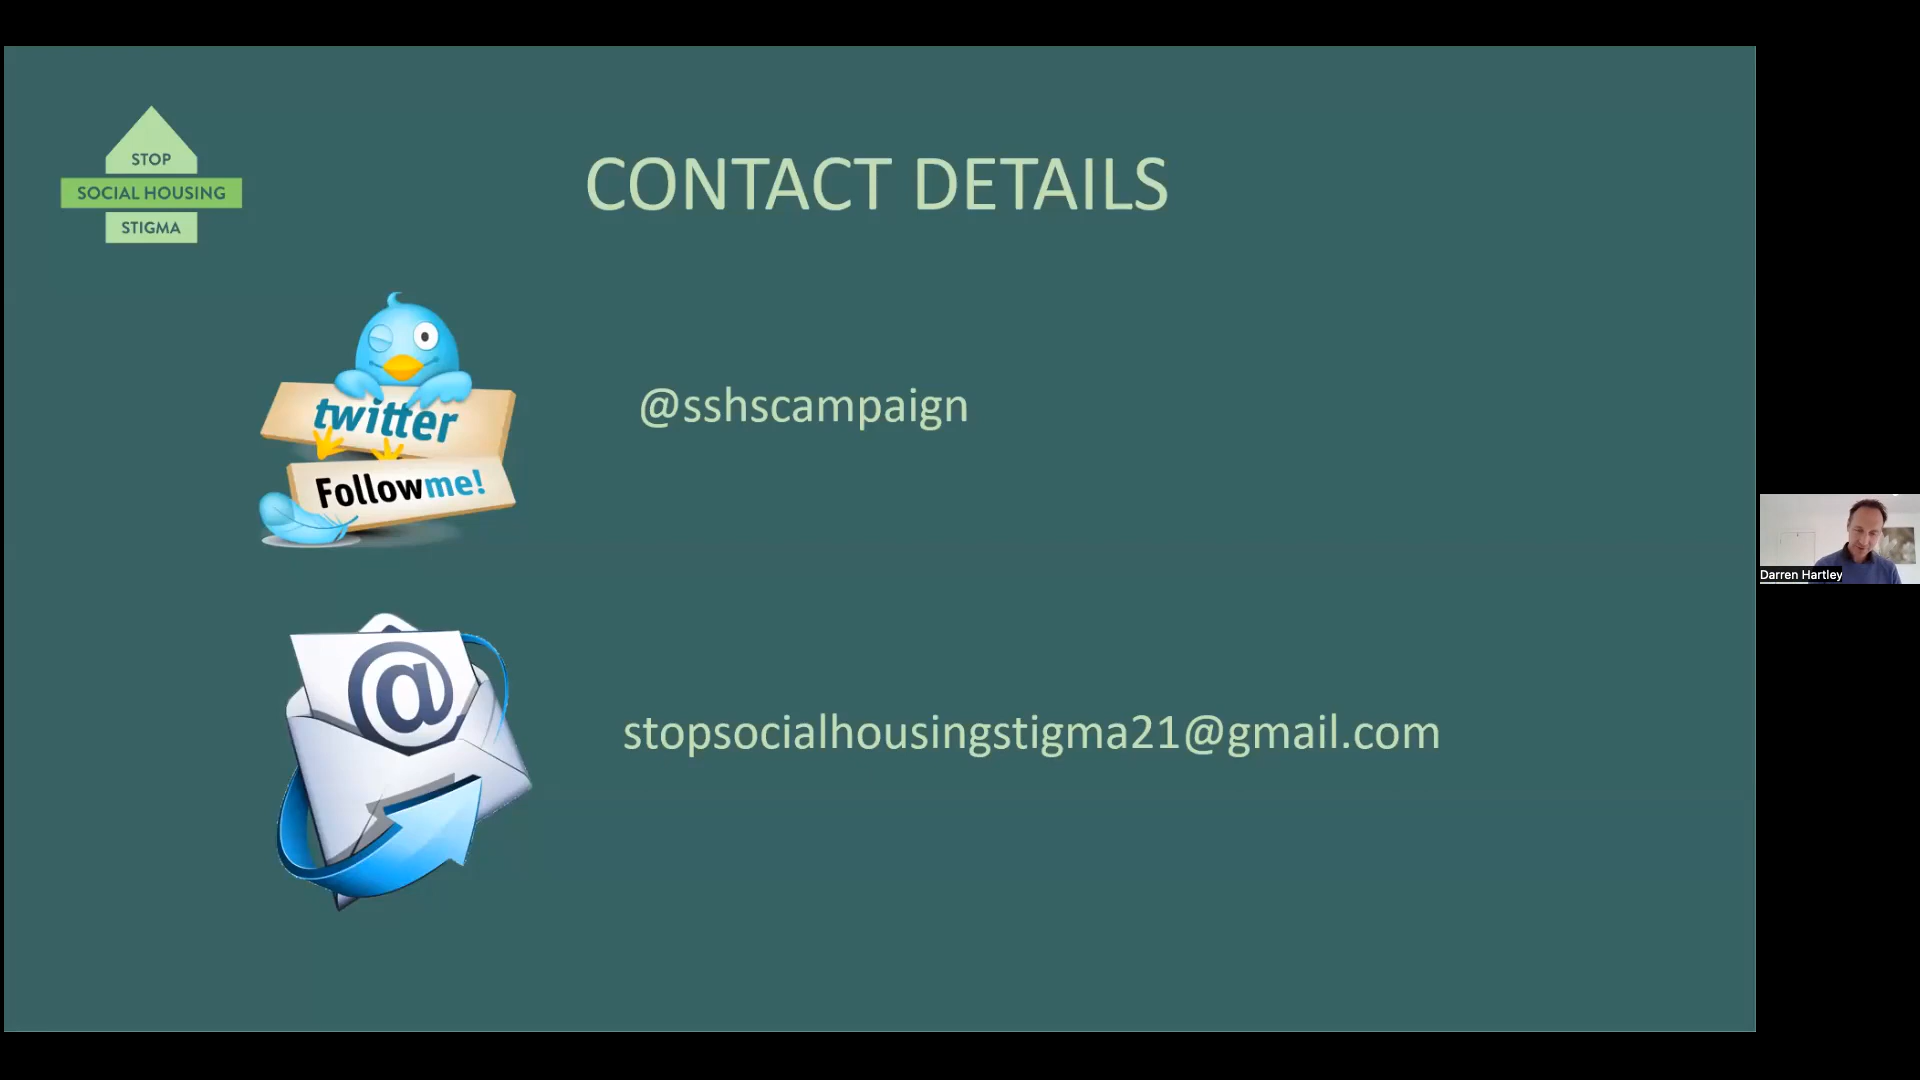 STOP
SOCIAL HOUSING
STIGMA
CONTACT DETAILS
twitter
Followme!
@sshscampaign
@
stopsocialhousingstigma21@gmail.com
Darren Hartley